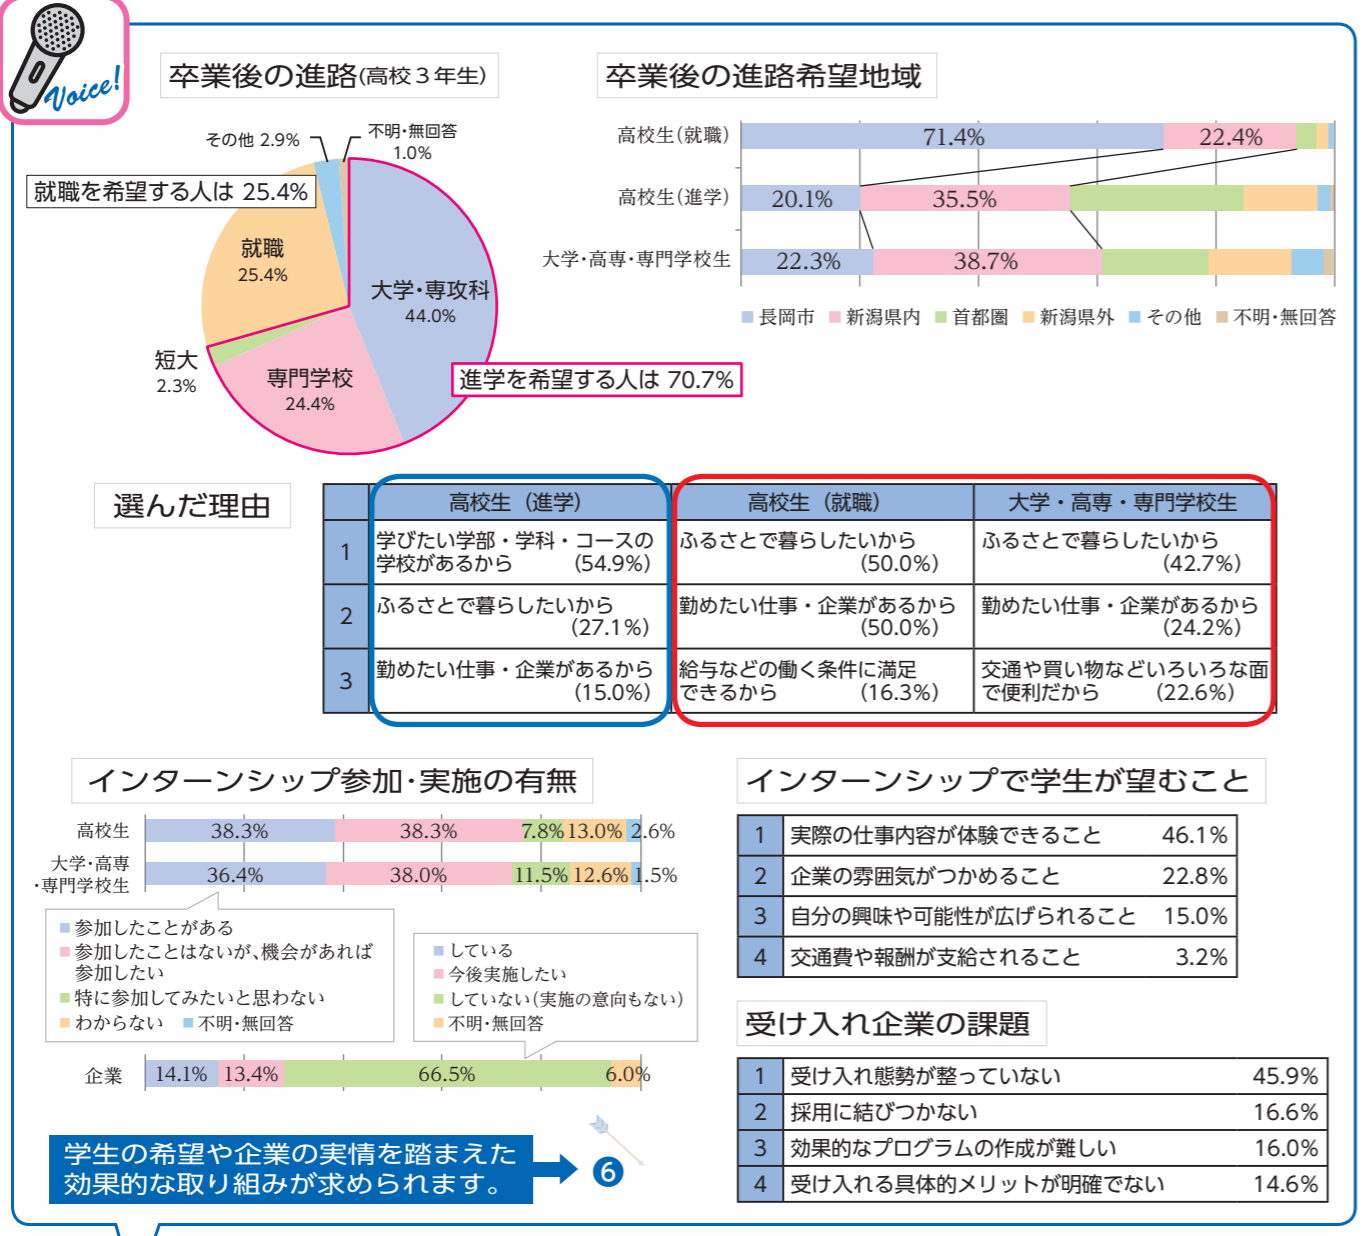 Voice!
卒業後の進路(高校３年生)
その他 2.9%
不明・無回答
1.0%
就職を希望する人は 25.4%
就職
25.4%
大学・専攻科
44.0%
短大
2.3%
専門学校
24.4%
進学を希望する人は 70.7%
卒業後の進路希望地域
高校生(就職)
71.4%
22.4%
高校生(進学)
20.1%
35.5%
大学・高専・専門学校生
22.3%
38.7%
長岡市 新潟県内 首都圏 新潟県外 その他 不明・無回答
選んだ理由
高校生（進学） 高校生（就職） 大学・高専・専門学校生
1
学びたい学部・学科・コースの
学校があるから (54.9%)
ふるさとで暮らしたいから
(50.0%)
ふるさとで暮らしたいから
(42.7%)
2
ふるさとで暮らしたいから
(27.1%)
勤めたい仕事・企業があるから
(50.0%)
勤めたい仕事・企業があるから
(24.2%)
3
勤めたい仕事・企業があるから
(15.0%)
給与などの働く条件に満足
できるから (16.3%)
交通や買い物などいろいろな面
で便利だから (22.6%)
インターンシップ参加・実施の有無
高校生 38.3% 38.3% 7.8% 13.0% 2.6%
大学・高専
・専門学校生
36.4% 38.0% 11.5% 12.6% 1.5%
参加したことがある
参加したことはないが、機会があれば
参加したい
特に参加してみたいと思わない
わからない 不明・無回答
している
今後実施したい
していない(実施の意向もない)
不明・無回答
企業 14.1% 13.4% 66.5% 6.0%
学生の希望や企業の実情を踏まえた
効果的な取り組みが求められます。
❻
インターンシップで学生が望むこと
1 実際の仕事内容が体験できること 46.1%
2 企業の雰囲気がつかめること 22.8%
3 自分の興味や可能性が広げられること 15.0%
4 交通費や報酬が支給されること 3.2%
受け入れ企業の課題
1 受け入れ態勢が整っていない 45.9%
2 採用に結びつかない 16.6%
3 効果的なプログラムの作成が難しい 16.0%
4 受け入れる具体的メリットが明確でない 14.6%